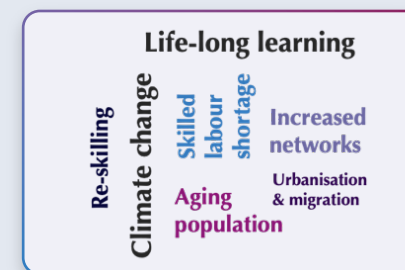 Life-long learning
Re-skilling
Climate change
Skilled
labour
shortage
Increased
networks
Urbanisation
& migration
Aging
population